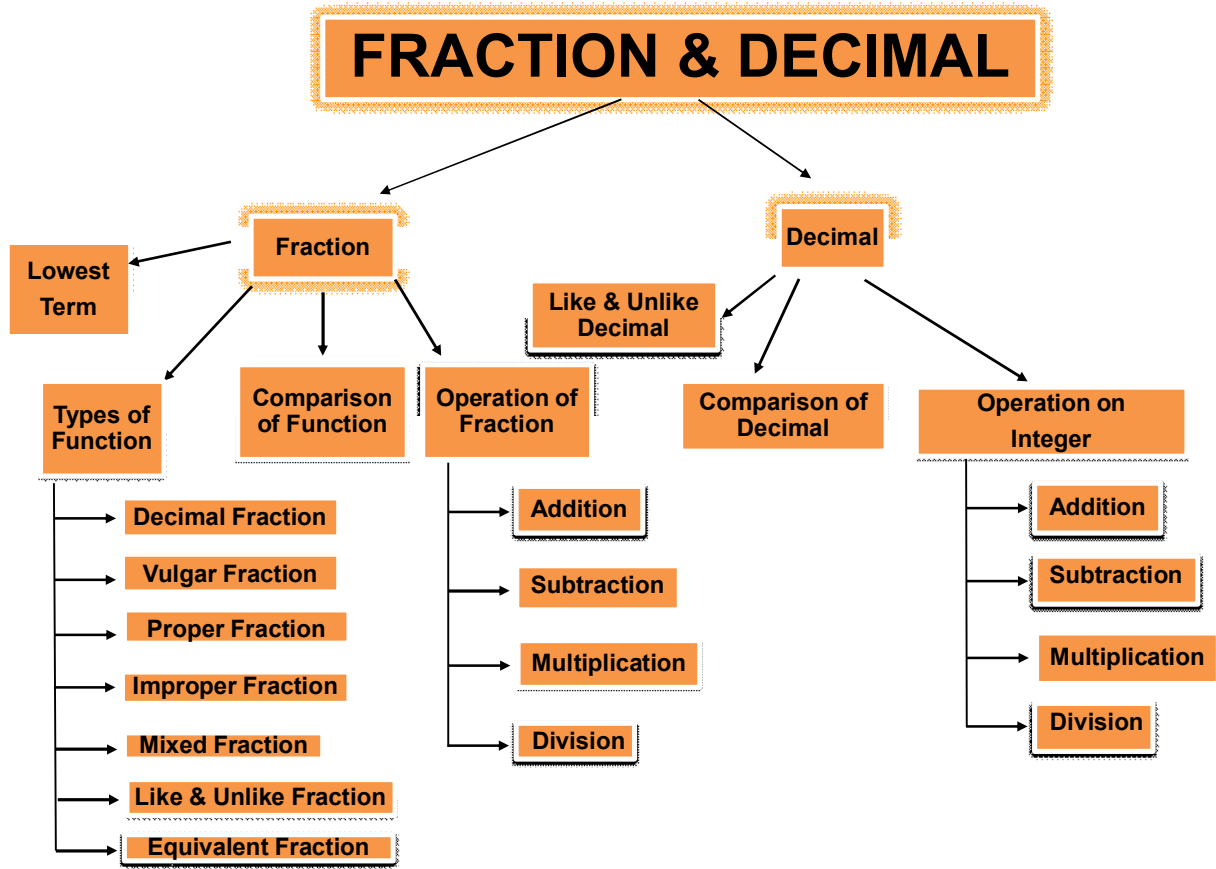 FRACTION & DECIMAL
Fraction
Decimal
Lowest
Term
Like & Unlike
Decimal
Types of
Function
Comparison
of Function
Operation of
Fraction
Comparison of
Decimal
Operation on
Integer
Decimal Fraction
Vulgar Fraction
Proper Fraction
Improper Fraction
Mixed Fraction
Like & Unlike Fraction
Equivalent Fraction
Addition
Subtraction
Multiplication
Division
Addition
Subtraction
Multiplication
Division